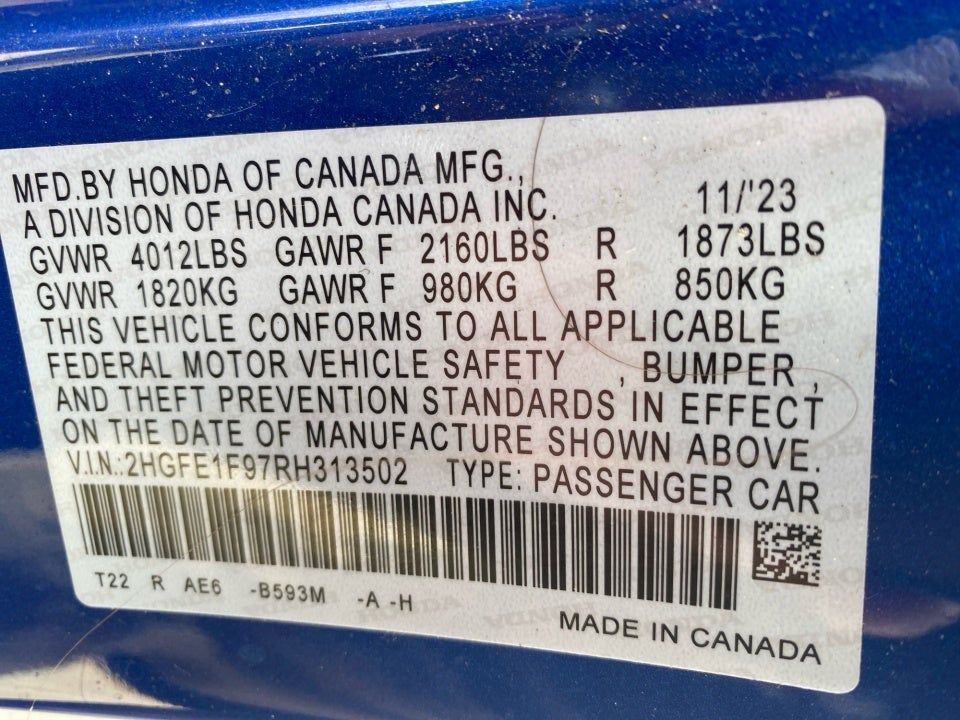 MFD.BY HONDA OF CANADA MFG.,
A DIVISION OF HONDA CANADA INC. 11/'23
GVWR 4012LBS GAWR F 2160LBS R 1873LBS
GVWR 1820KG GAWR F 980KG R 850KG
THIS VEHICLE CONFORMS TO ALL APPLICABLE
FEDERAL MOTOR VEHICLE SAFETY , BUMPER ,
AND THEFT PREVENTION STANDARDS IN EFFECT
ON THE DATE OF MANUFACTURE SHOWN ABOVE.
V.I.N.:2HGFE1F97RH313502 TYPE: PASSENGER CAR
T22 R AE6 -B593M -A -H
MADE IN CANADA